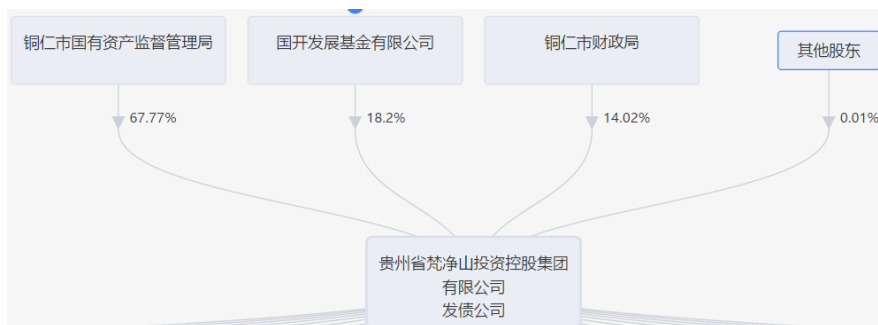 铜仁市国有资产监督管理局
国开发展基金有限公司
铜仁市财政局
其他股东
67.77%
18.2%
14.02%
0.01%
贵州省梵净山投资控股集团
有限公司
发债公司